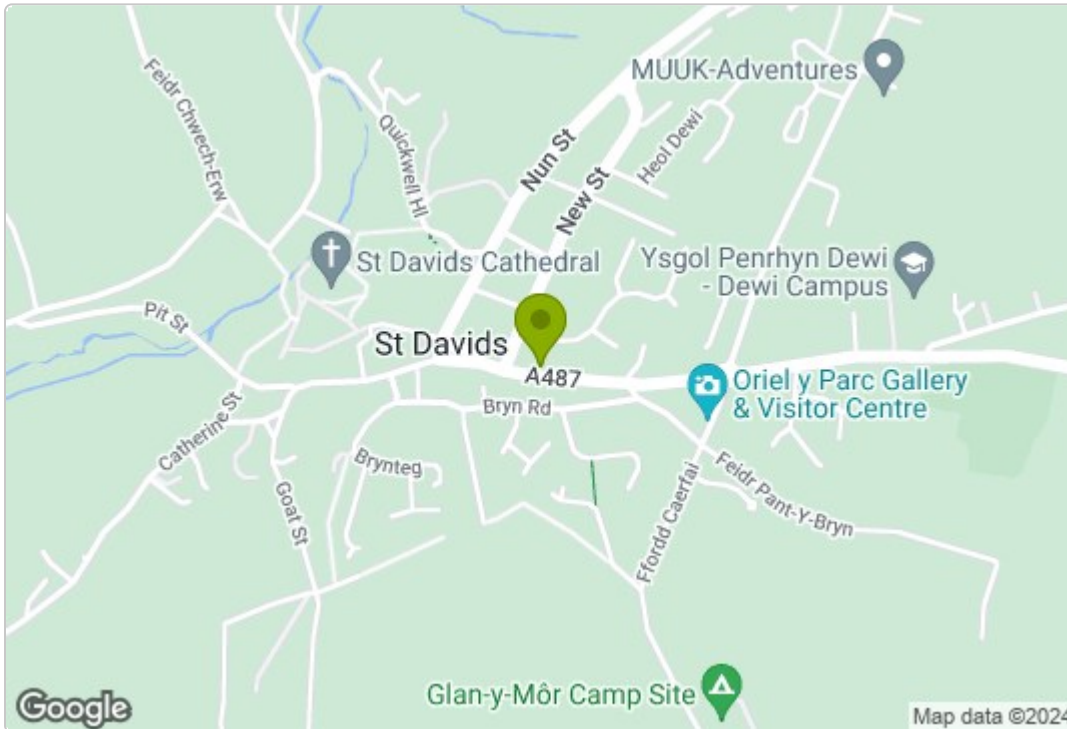 MUUK-Adventures
Feidr Chwech-Erw
Quickwell Hl
Nun St
New St
Heol Dewi
St Davids Cathedral
Ysgol Penrhyn Dewi
- Dewi Campus
Pit St
St Davids
A487
Oriel y Parc Gallery
& Visitor Centre
Bryn Rd
Catherine St
Brynteg
Goat St
Feidr Pant-Y-Bryn
Ffordd Caerfai
Glan-y-Môr Camp Site
Google
Map data ©2024